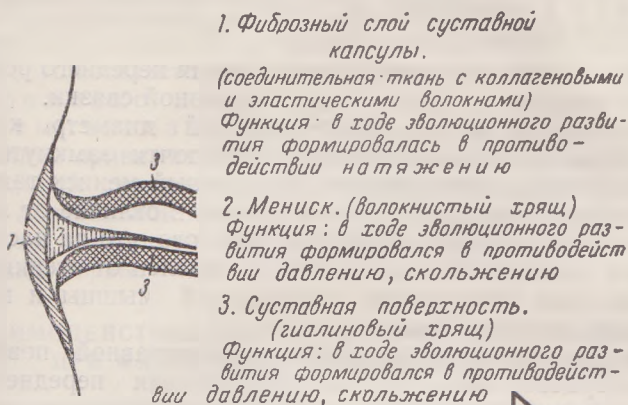 1. Фиброзный слой суставной
капсулы.
(соединительная ткань с коллагеновыми
и эластическими волокнами)
Функция: в ходе эволюционного разви-
тия формировалась в противо-
действии натяжению
2. Мениск. (волокнистый хрящ)
Функция: в ходе эволюционного раз-
вития формировался в противодейст
вии давлению, скольжению
3. Суставная поверхность.
(гиалиновый хрящ)
Функция: в ходе эволюционного раз-
вития формировался в противодейст-
вии давлению, скольжению
3
1
2
3